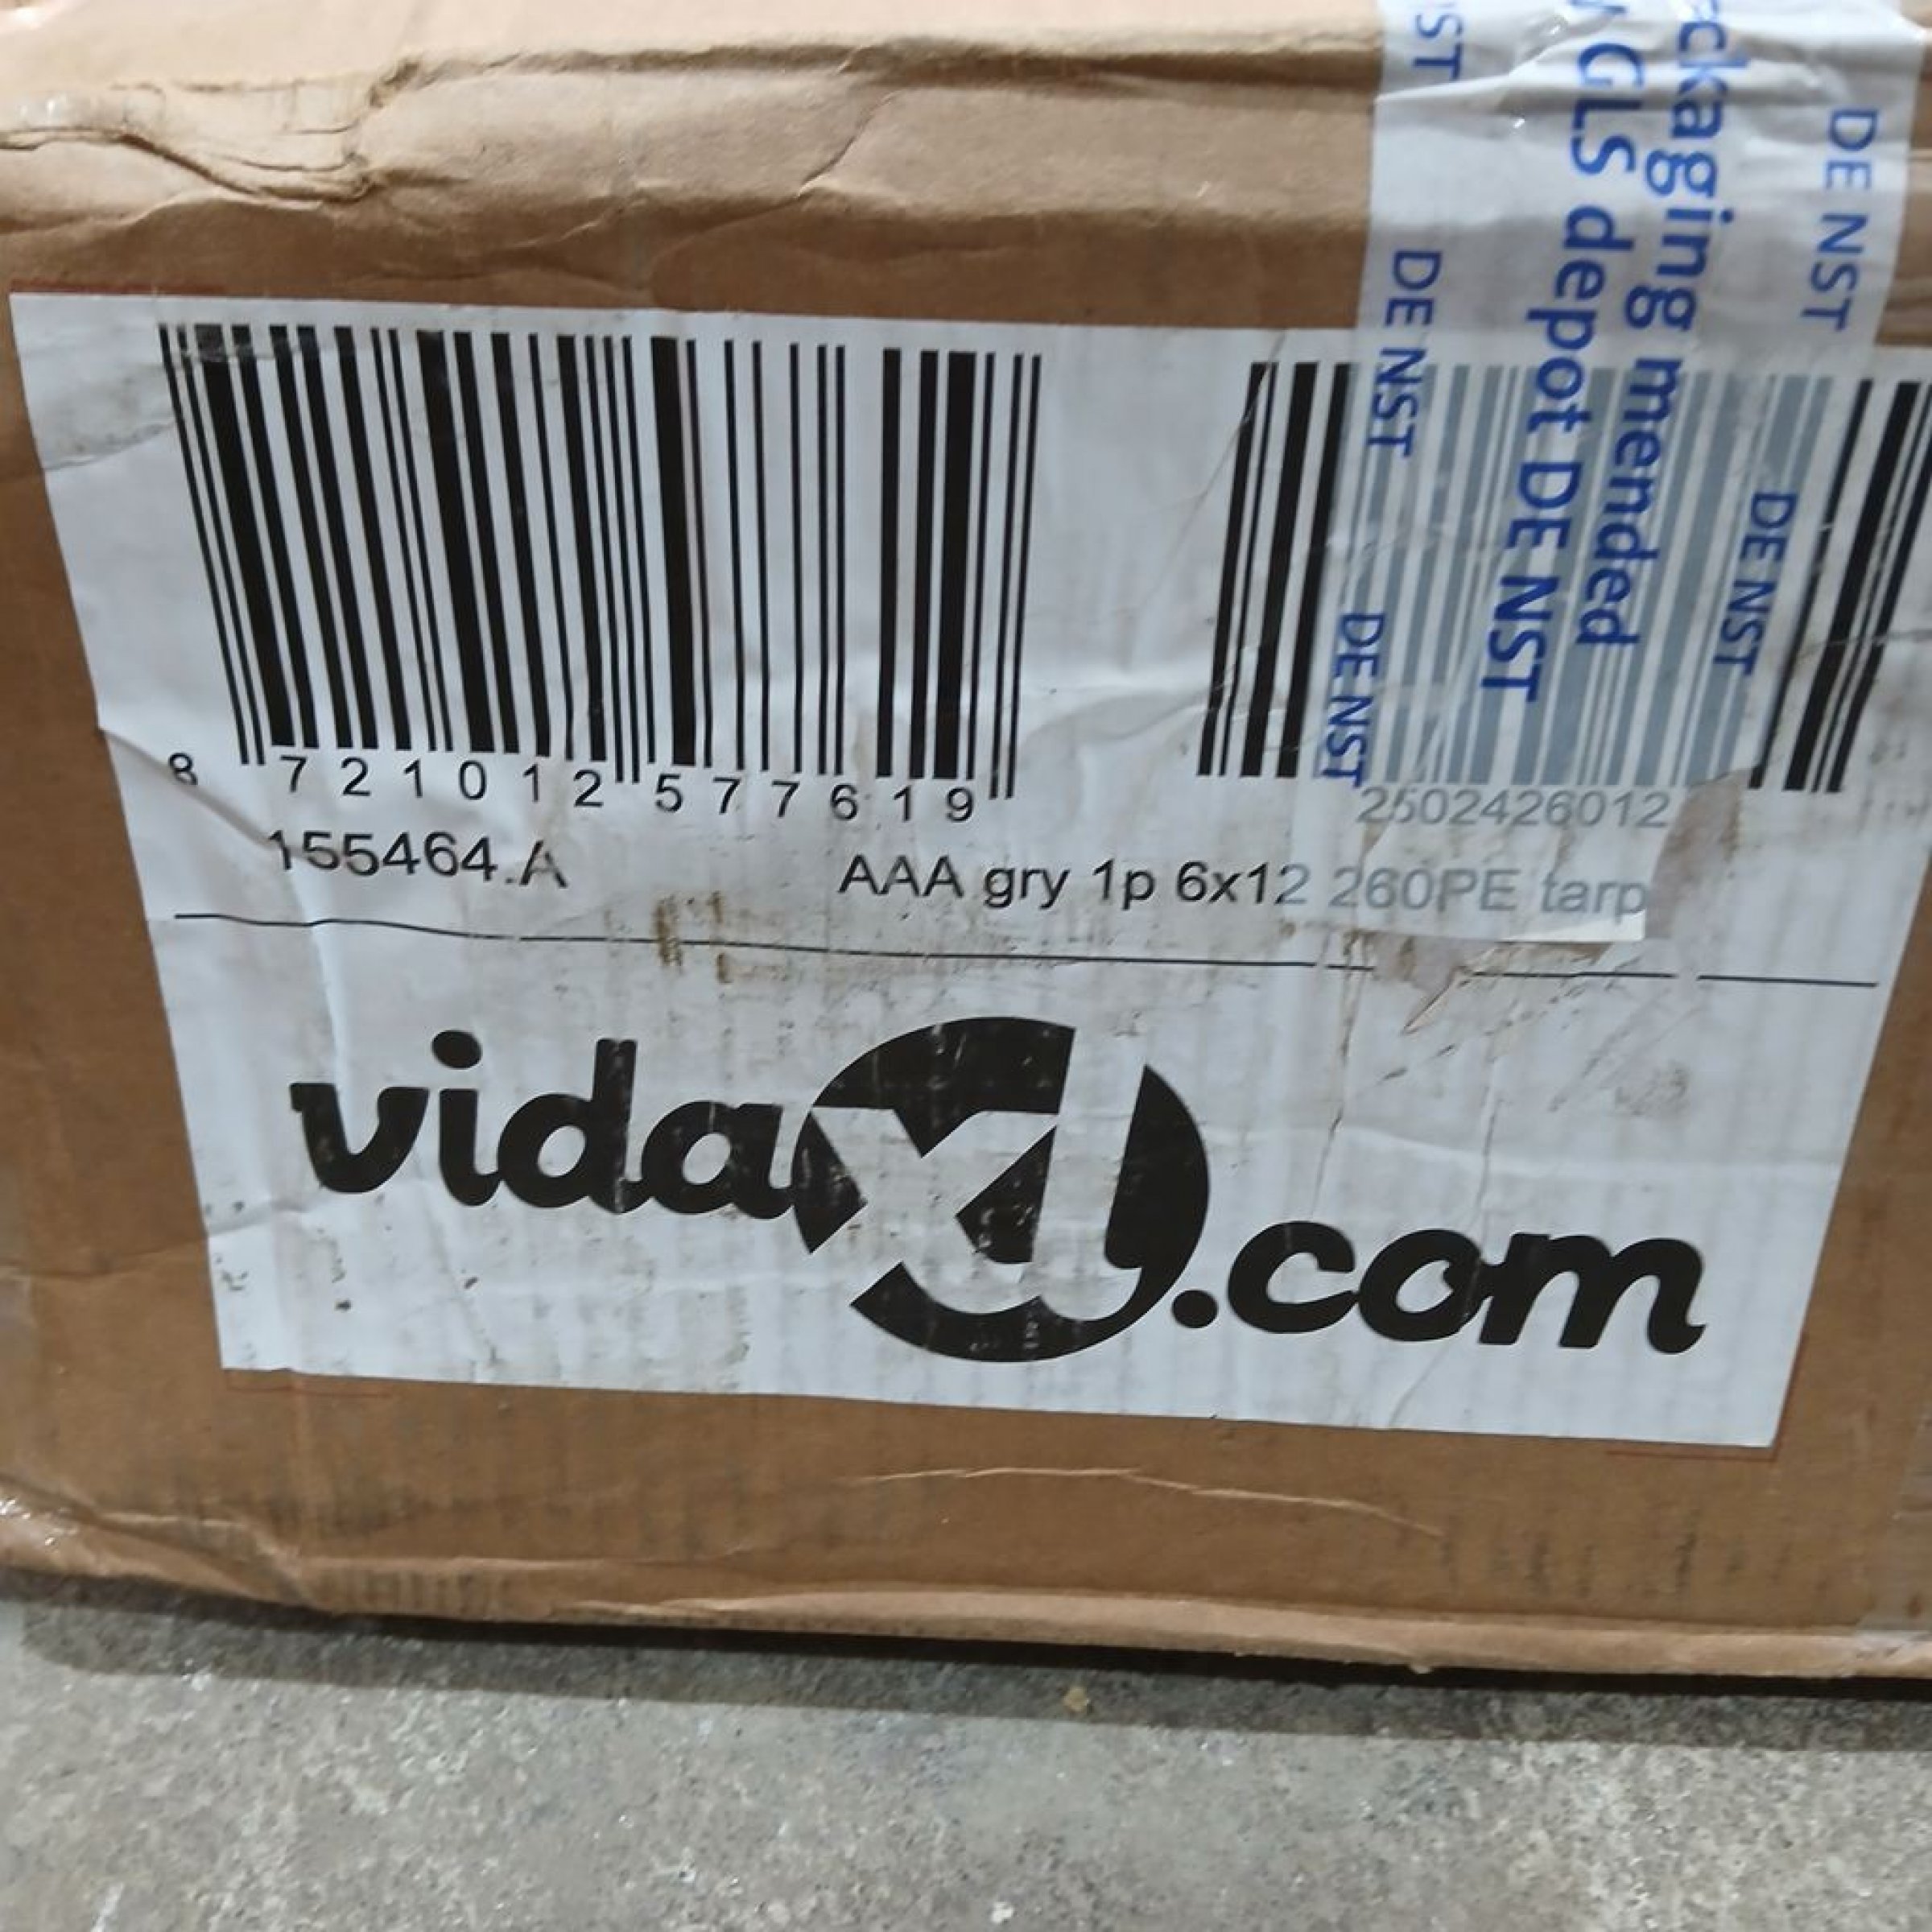 8 721012 577619
2502426012
155464.A
AAA gry 1p 6x12 260PE tarp
vidaXL.com
GLS depot DE NST
mended
DE NST
DE NST
DE NST
DE NST